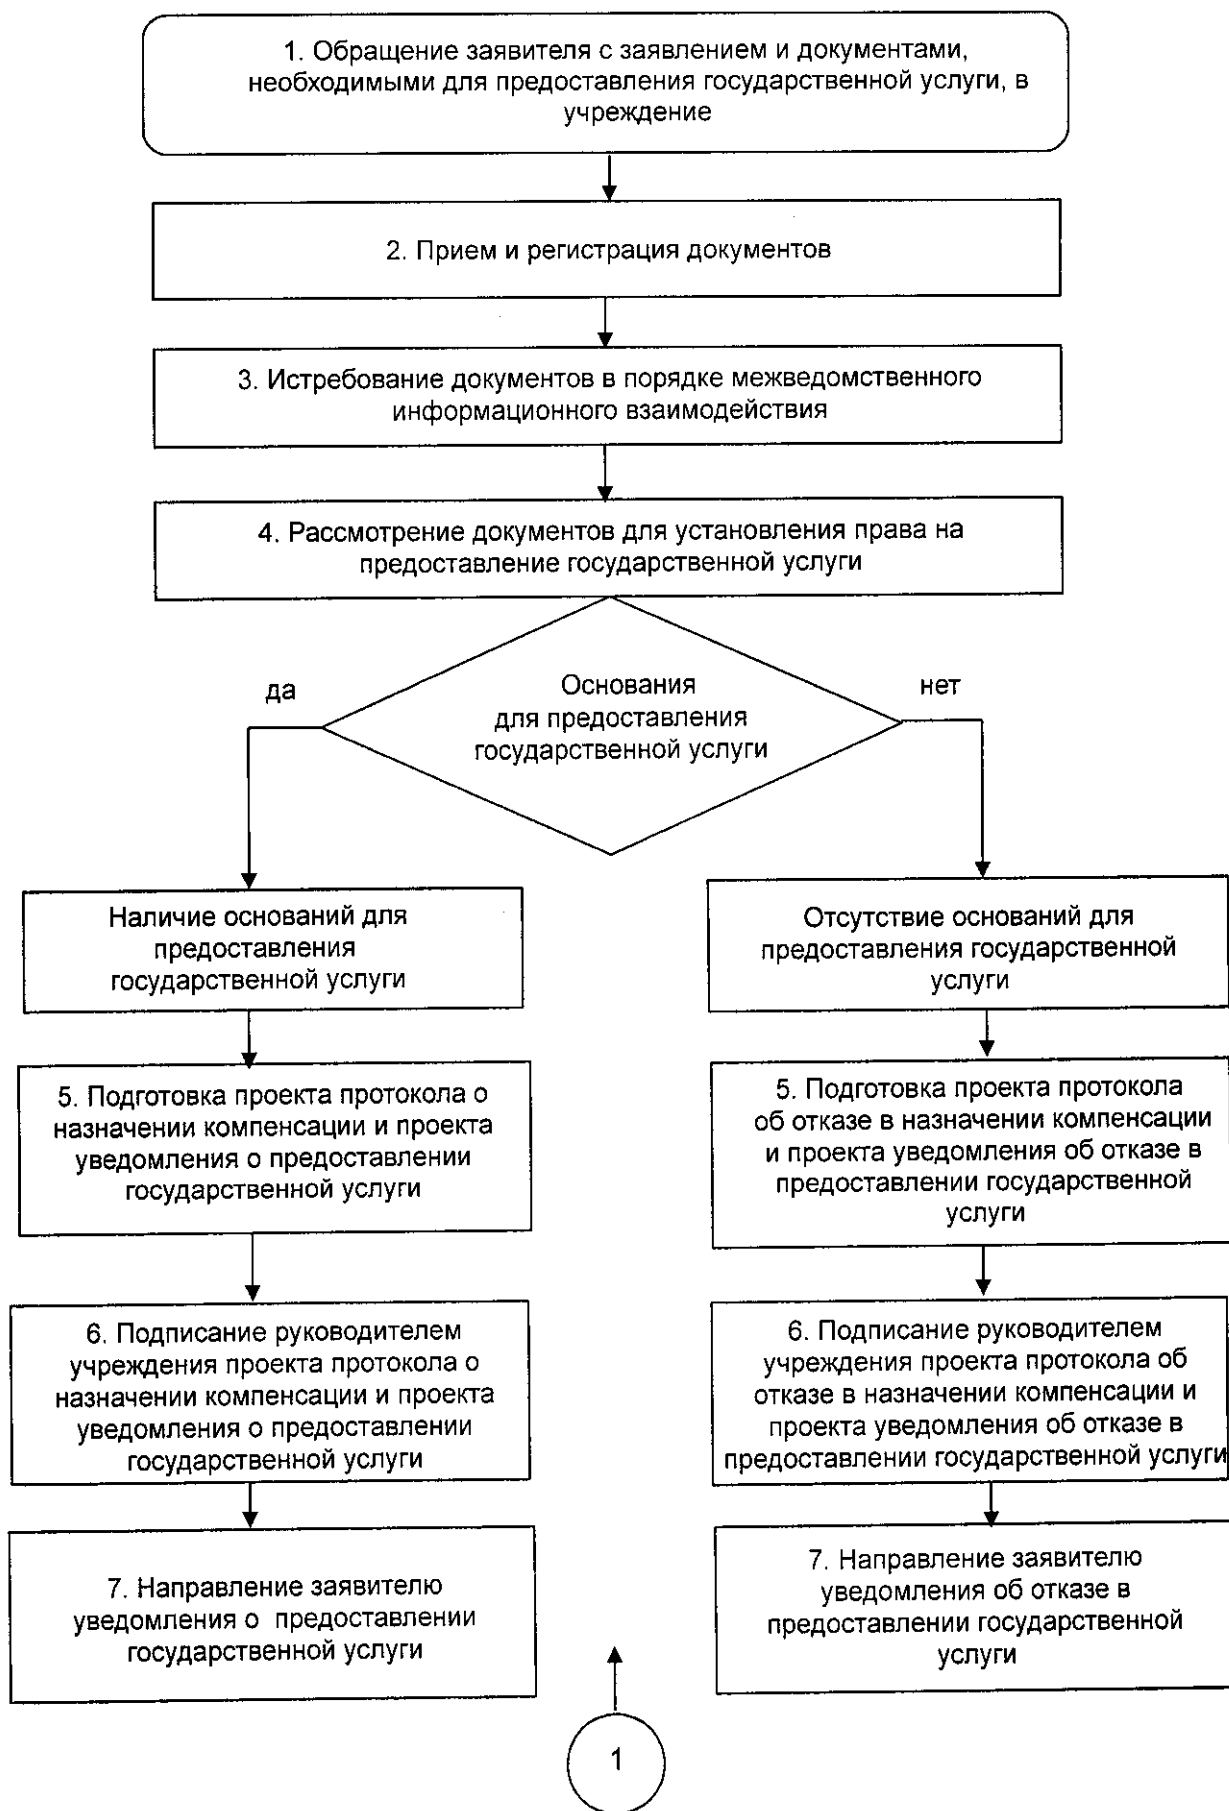 1. Обращение заявителя с заявлением и документами,
необходимыми для предоставления государственной услуги, в
учреждение
2. Прием и регистрация документов
3. Истребование документов в порядке межведомственного
информационного взаимодействия
4. Рассмотрение документов для установления права на
предоставление государственной услуги
да
Основания
для предоставления
государственной услуги
нет
Наличие оснований для
предоставления
государственной услуги
Отсутствие оснований для
предоставления государственной
услуги
5. Подготовка проекта протокола о
назначении компенсации и проекта
уведомления о предоставлении
государственной услуги
5. Подготовка проекта протокола
об отказе в назначении компенсации
и проекта уведомления об отказе в
предоставлении государственной
услуги
6. Подписание руководителем
учреждения проекта протокола о
назначении компенсации и проекта
уведомления о предоставлении
государственной услуги
6. Подписание руководителем
учреждения проекта протокола об
отказе в назначении компенсации и
проекта уведомления об отказе в
предоставлении государственной услуги
7. Направление заявителю
уведомления о предоставлении
государственной услуги
7. Направление заявителю
уведомления об отказе в
предоставлении государственной
услуги
1